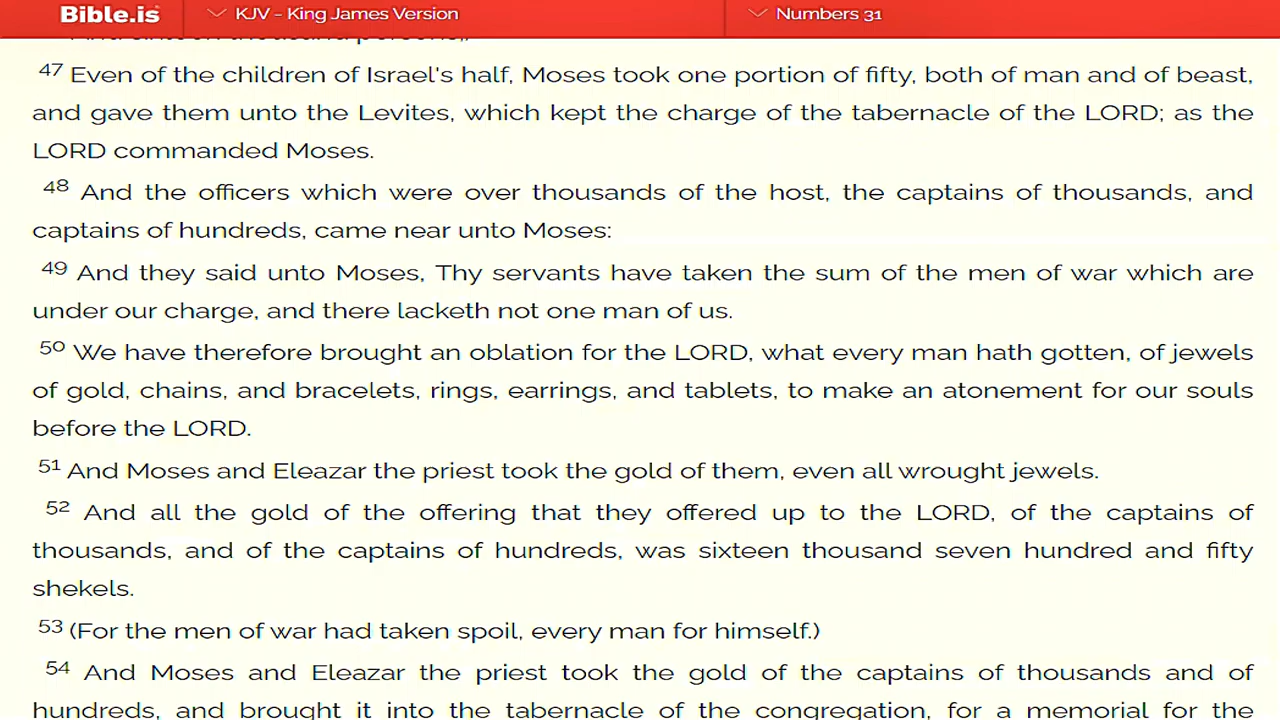 Bible.is KJV - King James Version Numbers 31
47 Even of the children of Israel's half, Moses took one portion of fifty, both of man and of beast,
and gave them unto the Levites, which kept the charge of the tabernacle of the LORD; as the
LORD commanded Moses.
48 And the officers which were over thousands of the host, the captains of thousands, and
captains of hundreds, came near unto Moses:
49 And they said unto Moses, Thy servants have taken the sum of the men of war which are
under our charge, and there lacketh not one man of us.
50 We have therefore brought an oblation for the LORD, what every man hath gotten, of jewels
of gold, chains, and bracelets, rings, earrings, and tablets, to make an atonement for our souls
before the LORD.
51 And Moses and Eleazar the priest took the gold of them, even all wrought jewels.
52 And all the gold of the offering that they offered up to the LORD, of the captains of
thousands, and of the captains of hundreds, was sixteen thousand seven hundred and fifty
shekels.
53 (For the men of war had taken spoil, every man for himself.)
54 And Moses and Eleazar the priest took the gold of the captains of thousands and of
hundreds, and brought it into the tabernacle of the congregation, for a memorial for the